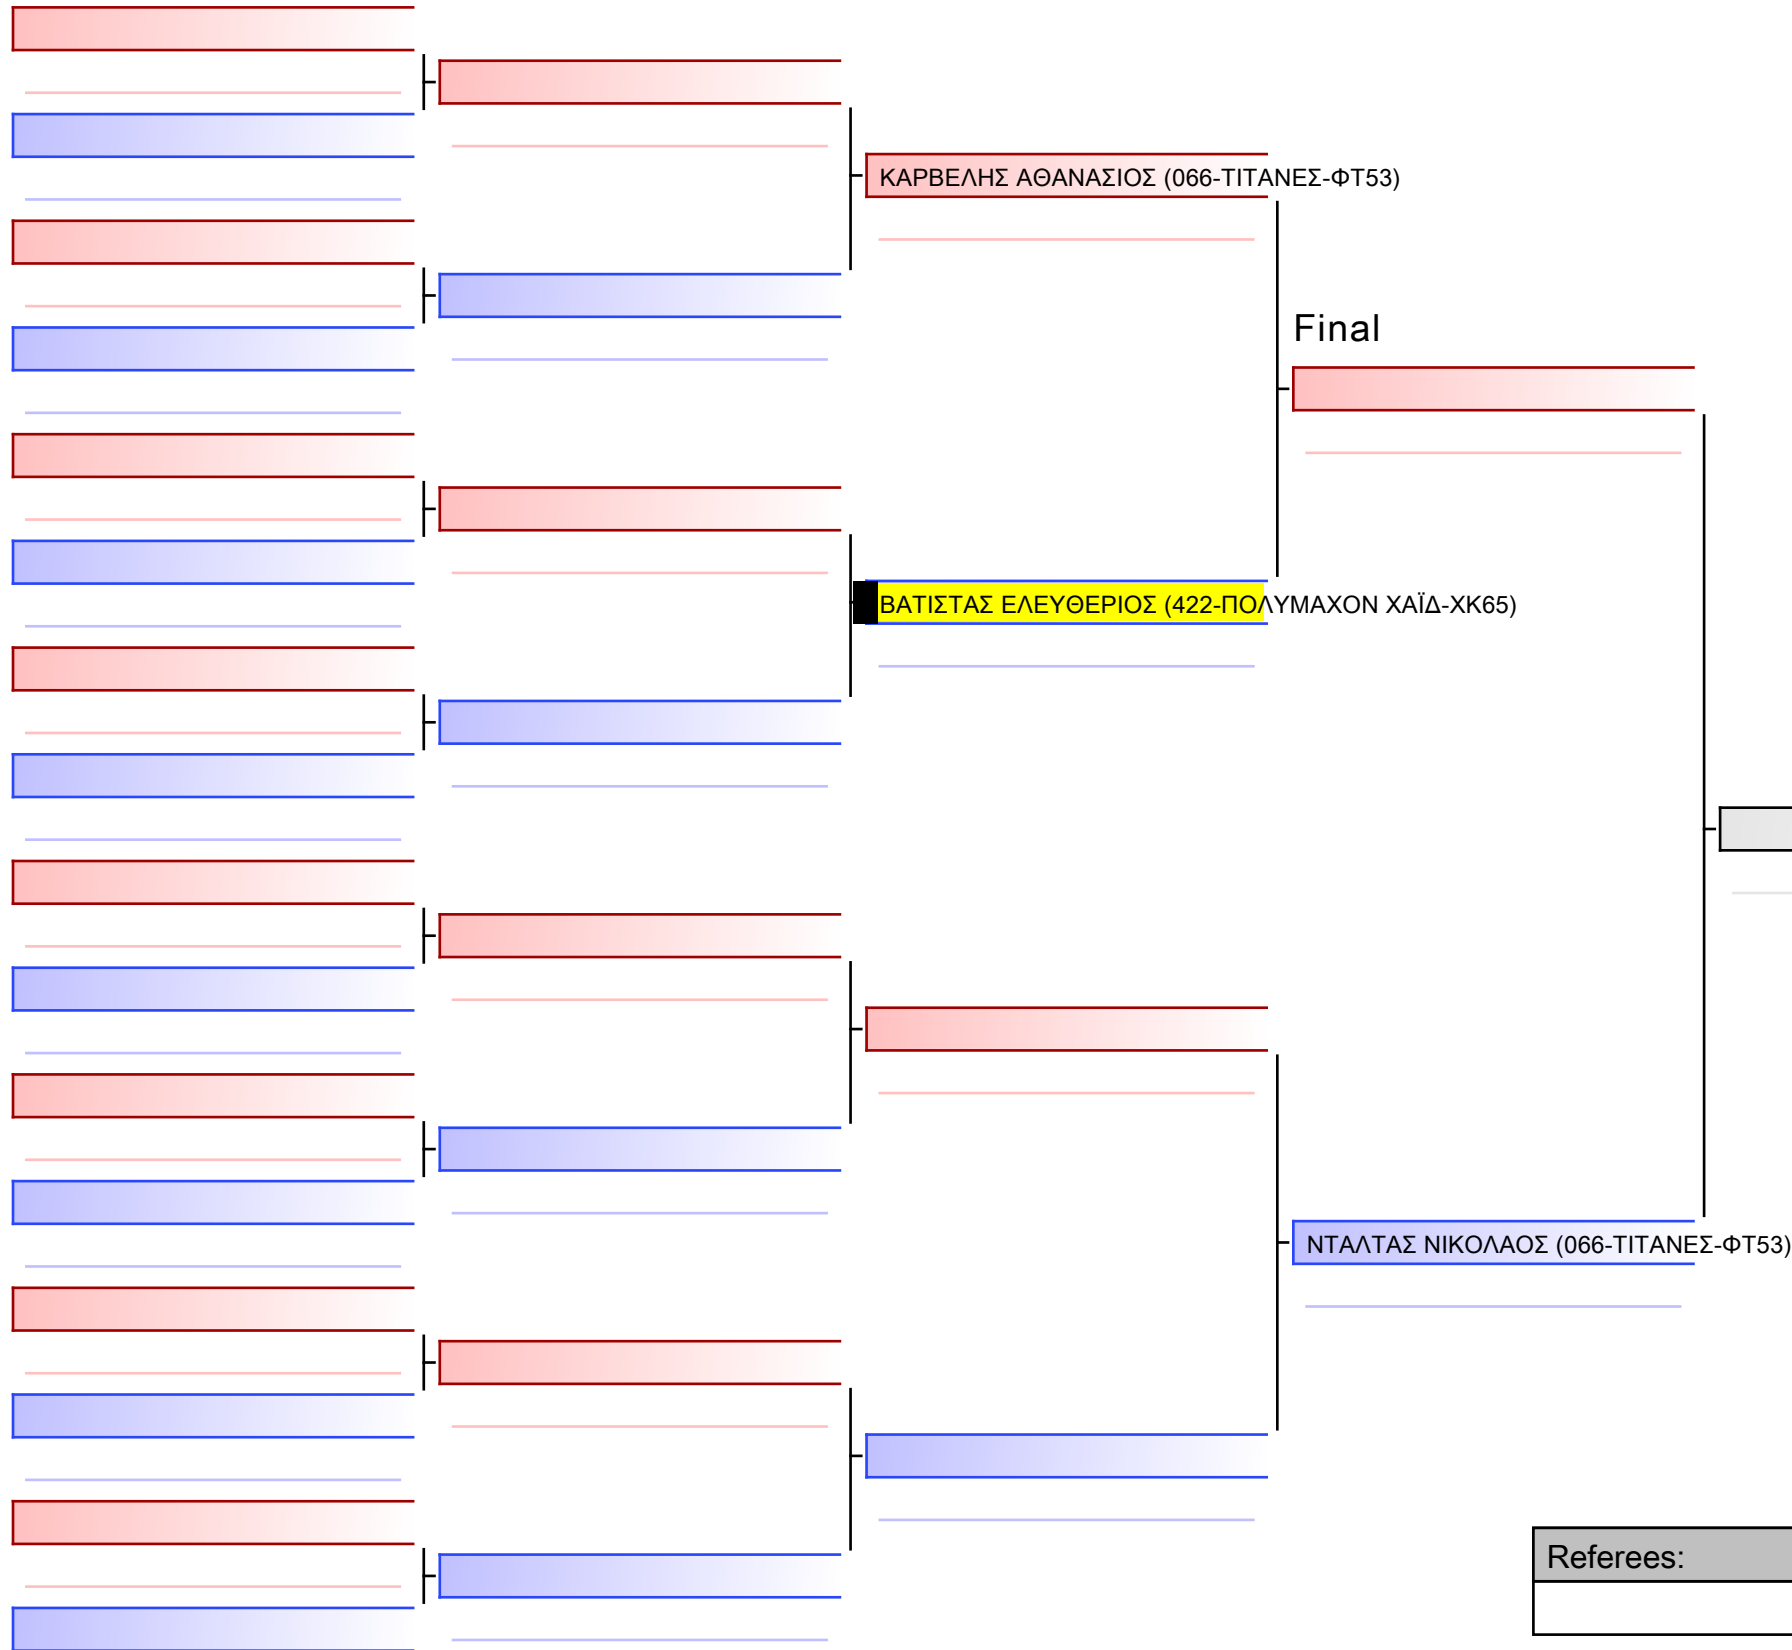 ΚΑΡΒΕΛΗΣ ΑΘΑΝΑΣΙΟΣ (066-ΤΙΤΑΝΕΣ-ΦΤ53)
Final
ΒΑΤΙΣΤΑΣ ΕΛΕΥΘΕΡΙΟΣ (422-ΠΟΛΥΜΑΧΟΝ ΧΑΪΔ-ΧΚ65)
ΝΤΑΛΤΑΣ ΝΙΚΟΛΑΟΣ (066-ΤΙΤΑΝΕΣ-ΦΤ53)
Referees: